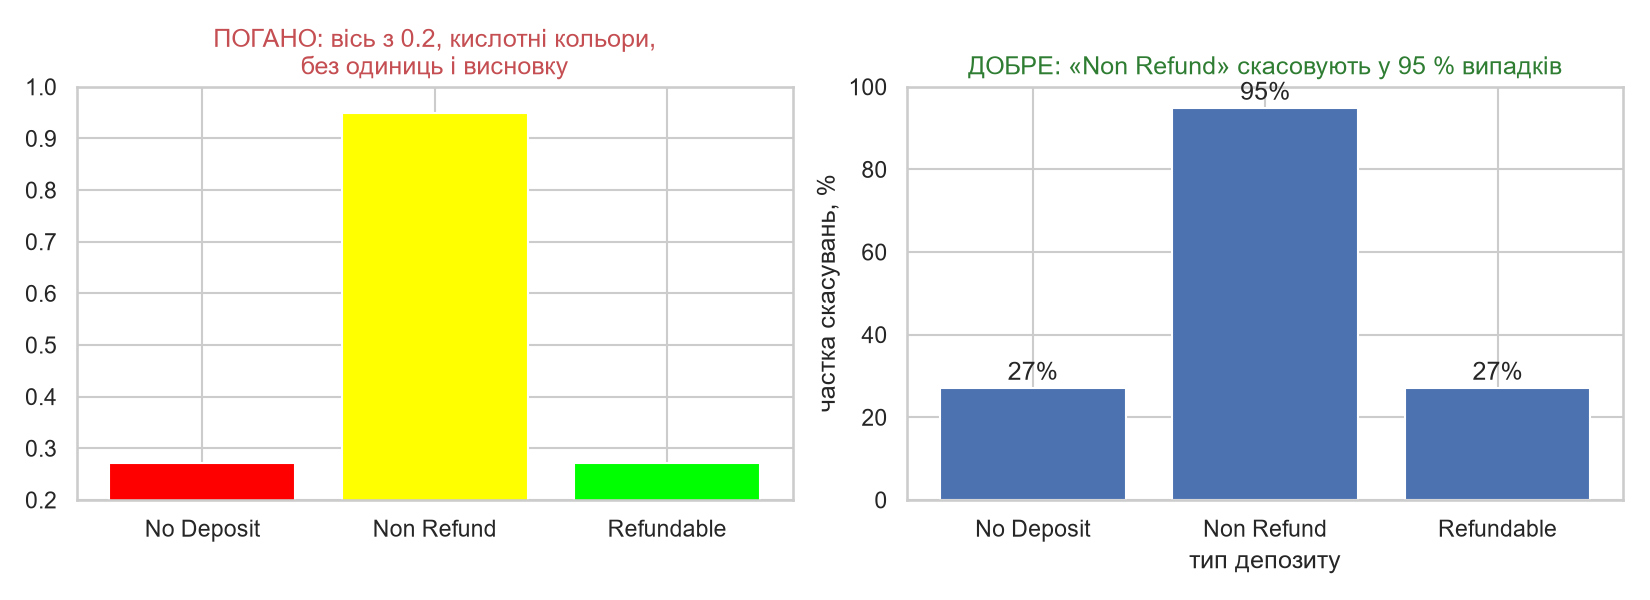 ПОГАНО: вісь з 0.2, кислотні кольори,
без одиниць і висновку
1.0
0.9
0.8
0.7
0.6
0.5
0.4
0.3
0.2
No Deposit
Non Refund
Refundable
ДОБРЕ: «Non Refund» скасовують у 95 % випадків
частка скасувань, %
100
80
60
40
20
0
27%
95%
27%
No Deposit
Non Refund
Refundable
тип депозиту